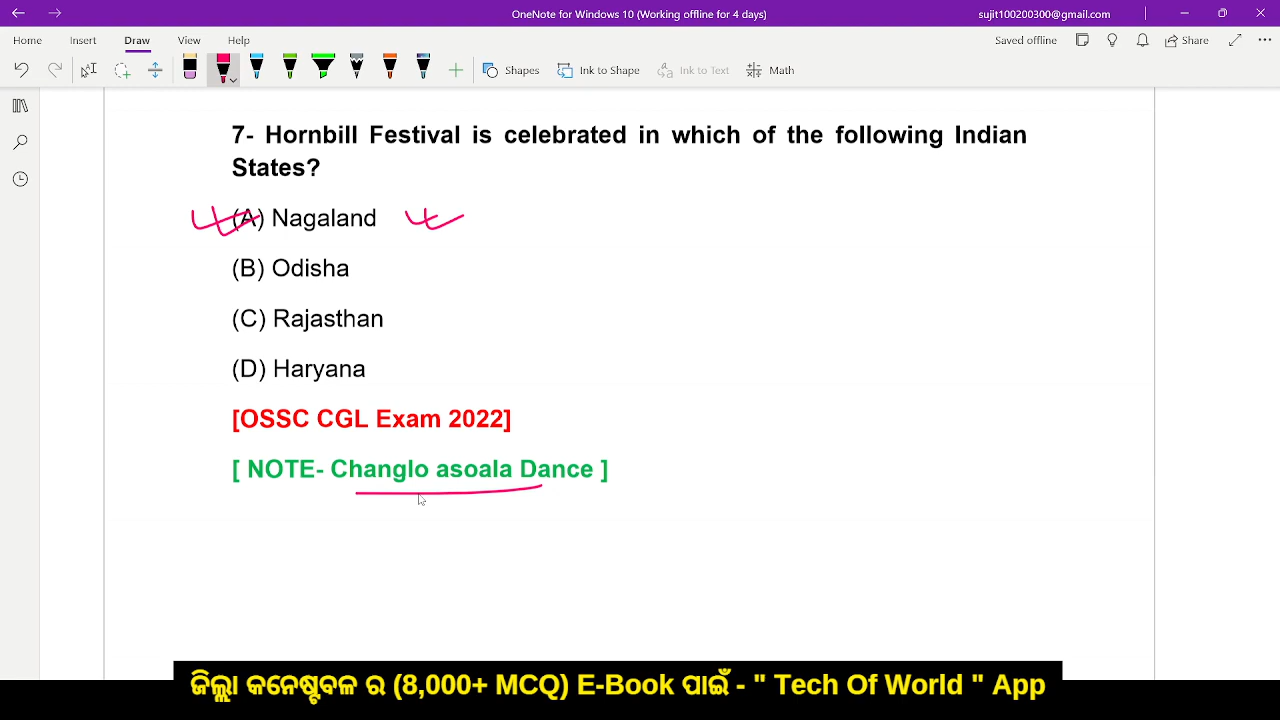 OneNote for Windows 10 (Working offline for 4 days)
sujit100200300@gmail.com
Home Insert Draw View Help
Saved offline Share
Shapes Ink to Shape Ink to Text Math
7- Hornbill Festival is celebrated in which of the following Indian
States?
(A) Nagaland
(B) Odisha
(C) Rajasthan
(D) Haryana
[OSSC CGL Exam 2022]
[ NOTE- Changlo asoala Dance ]
ଜିଲ୍ଲା କନେଷ୍ଟବଳ ର (8,000+ MCQ) E-Book ପାଇଁ - " Tech Of World " App